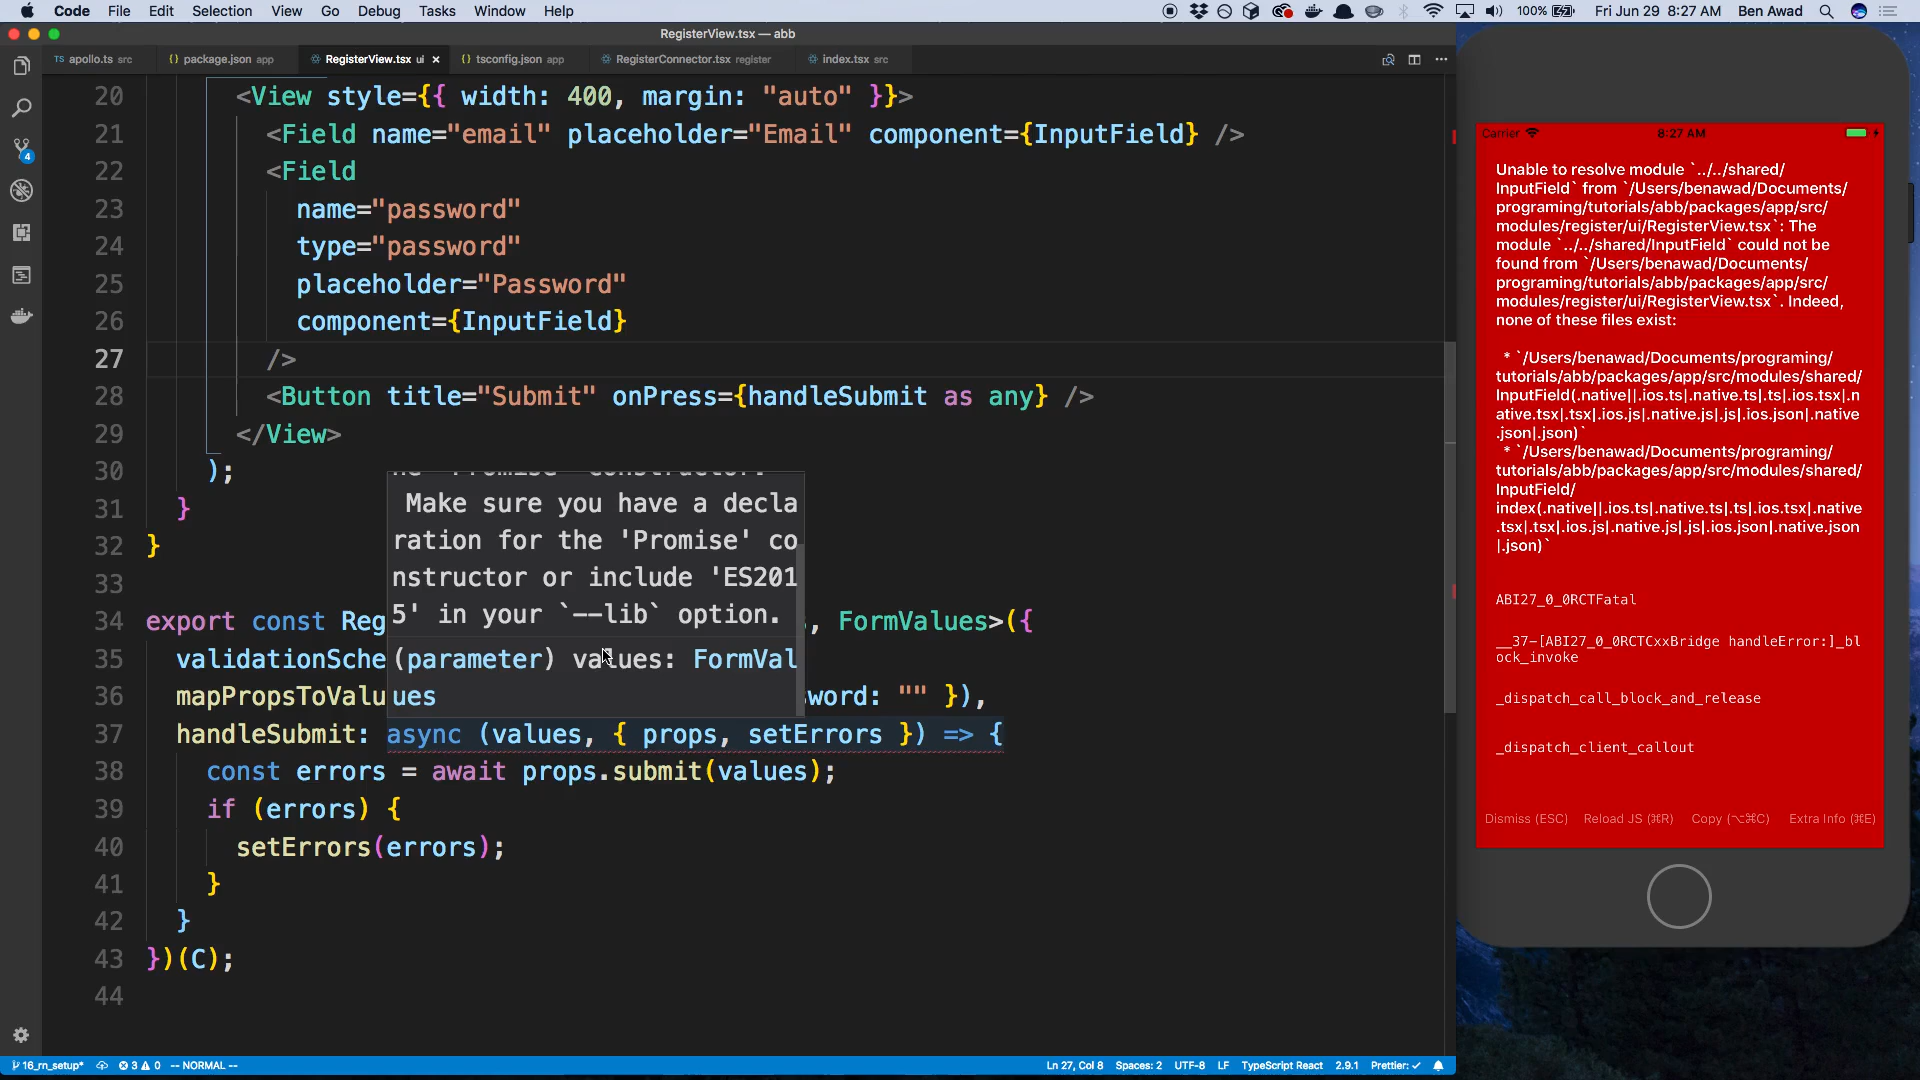 Code File Edit Selection View Go Debug Tasks Window Help
100% Fri Jun 29 8:27 AM Ben Awad
RegisterView.tsx — abb
TS apollo.ts src
{} package.json app
RegisterView.tsx ui ×
{} tsconfig.json app
RegisterConnector.tsx register
index.tsx src
4
20 <View style={{ width: 400, margin: "auto" }}>
21 <Field name="email" placeholder="Email" component={InputField} />
22 <Field
23 name="password"
24 type="password"
25 placeholder="Password"
26 component={InputField}
27 />
28 <Button title="Submit" onPress={handleSubmit as any} />
29 </View>
30 );
31 }
32 }
33
Make sure you have a decla
ration for the 'Promise' co
nstructor or include 'ES201
5' in your `--lib` option.
(parameter) values: FormVal
ues
34 export const Reg , FormValues>({
35 validationSche
36 mapPropsToValu word: "" }),
37 handleSubmit: async (values, { props, setErrors }) => {
38 const errors = await props.submit(values);
39 if (errors) {
40 setErrors(errors);
41 }
42 }
43 })(C);
44
16_rn_setup* 3 0 -- NORMAL --
Ln 27, Col 8 Spaces: 2 UTF-8 LF TypeScript React 2.9.1 Prettier: ✓
Carrier 8:27 AM
Unable to resolve module `../../shared/
InputField` from `/Users/benawad/Documents/
programing/tutorials/abb/packages/app/src/
modules/register/ui/RegisterView.tsx`: The
module `../../shared/InputField` could not be
found from `/Users/benawad/Documents/
programing/tutorials/abb/packages/app/src/
modules/register/ui/RegisterView.tsx`. Indeed,
none of these files exist:
* `/Users/benawad/Documents/programing/
tutorials/abb/packages/app/src/modules/shared/
InputField(.native||.ios.ts|.native.ts|.ts|.ios.tsx|.n
ative.tsx|.tsx|.ios.js|.native.js|.js|.ios.json|.native
.json|.json)`
* `/Users/benawad/Documents/programing/
tutorials/abb/packages/app/src/modules/shared/
InputField/
index(.native||.ios.ts|.native.ts|.ts|.ios.tsx|.native
.tsx|.tsx|.ios.js|.native.js|.js|.ios.json|.native.json
|.json)`
ABI27_0_0RCTFatal
__37-[ABI27_0_0RCTCxxBridge handleError:]_bl
ock_invoke
_dispatch_call_block_and_release
_dispatch_client_callout
Dismiss (ESC) Reload JS (⌘R) Copy (⌥⌘C) Extra Info (⌘E)